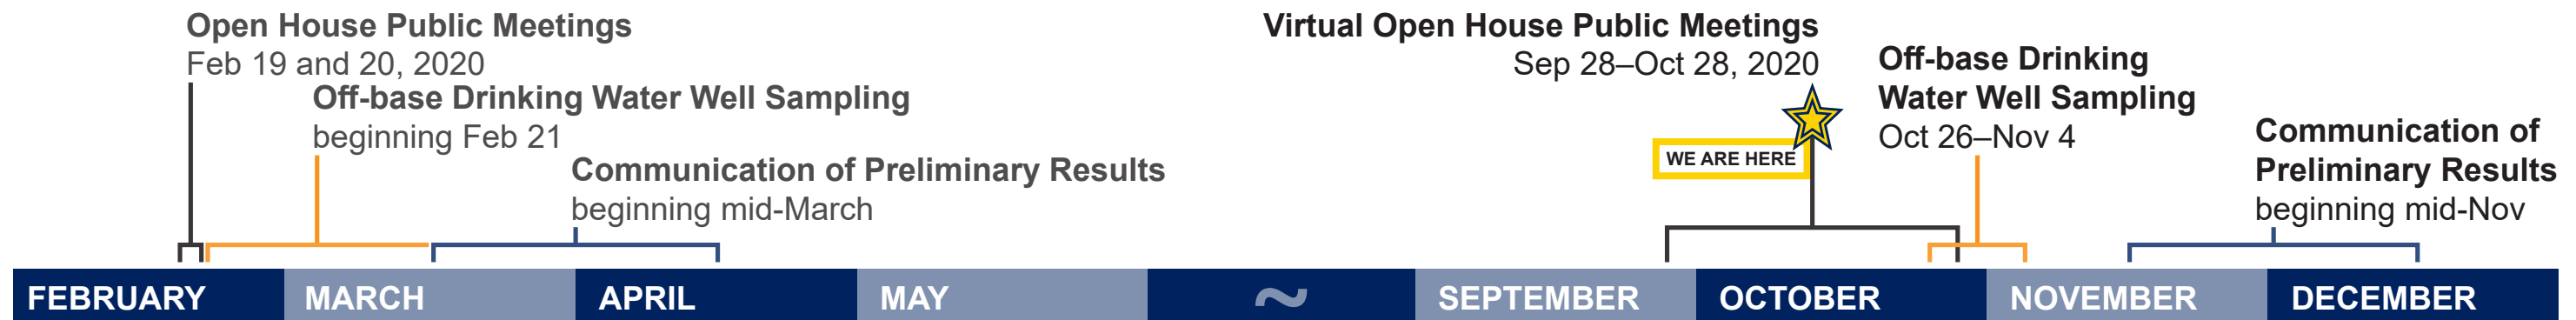 Open House Public Meetings
Feb 19 and 20, 2020
Off-base Drinking Water Well Sampling
beginning Feb 21
Communication of Preliminary Results
beginning mid-March
Virtual Open House Public Meetings
Sep 28–Oct 28, 2020
WE ARE HERE
Off-base Drinking
Water Well Sampling
Oct 26–Nov 4
Communication of
Preliminary Results
beginning mid-Nov
FEBRUARY MARCH APRIL MAY ~ SEPTEMBER OCTOBER NOVEMBER DECEMBER